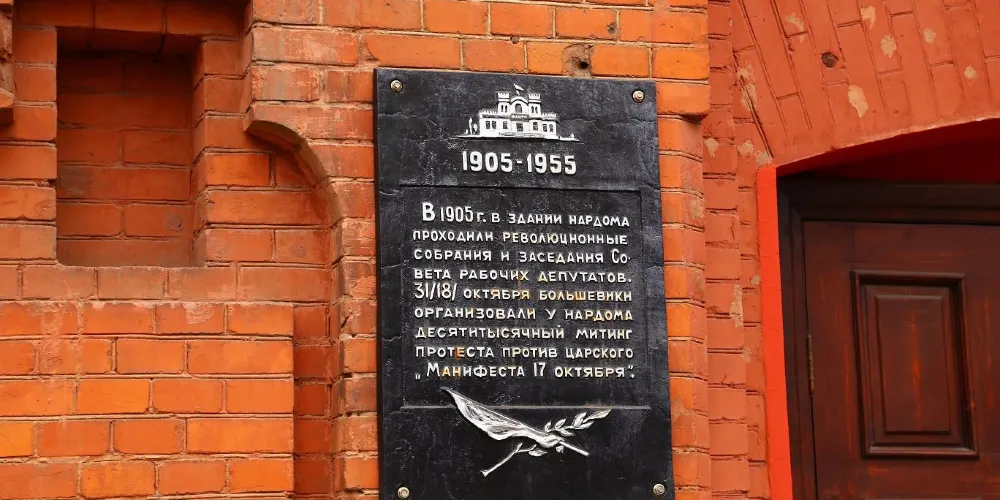 1905-1955
В 1905 г. в здании нардома
проходили революционные
собрания и заседания Со-
вета рабочих депутатов.
31/18/ октября большевики
организовали у нардома
десятитысячный митинг
протеста против царского
„Манифеста 17 октября".